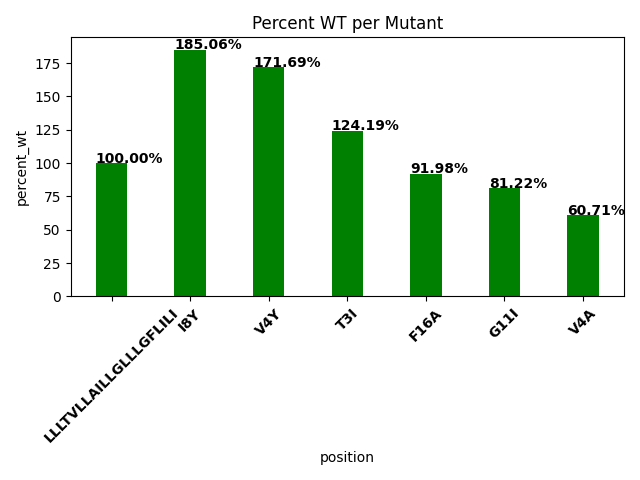 Percent WT per Mutant
percent_wt
175
150
125
100
75
50
25
0
100.00%
185.06%
171.69%
124.19%
91.98%
81.22%
60.71%
LLLTVLLAILLGLLLGFLILI
I8Y
V4Y
T3I
F16A
G11I
V4A
position